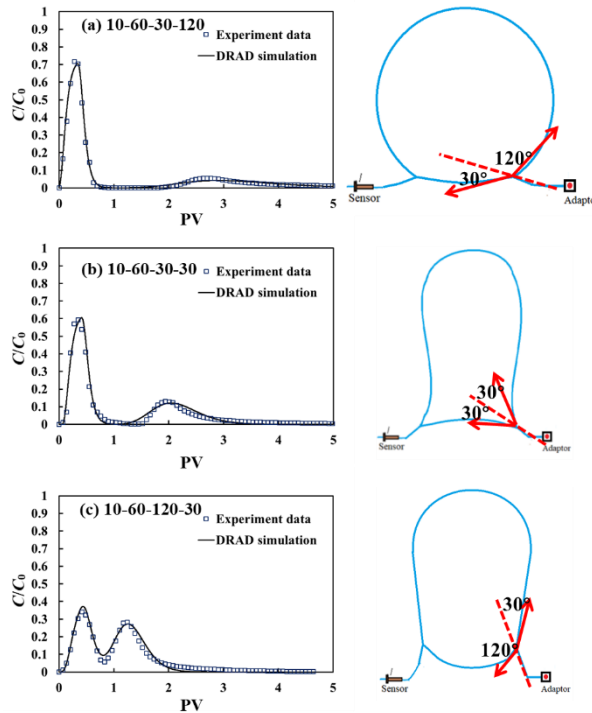 (a) 10-60-30-120
Experiment data
DRAD simulation
C/C0
1
0.9
0.8
0.7
0.6
0.5
0.4
0.3
0.2
0.1
0
0 1 2 3 4 5
PV
120°
30°
Sensor
Adaptor
(b) 10-60-30-30
Experiment data
DRAD simulation
C/C0
1
0.9
0.8
0.7
0.6
0.5
0.4
0.3
0.2
0.1
0
0 1 2 3 4 5
PV
30°
30°
Sensor
Adaptor
(c) 10-60-120-30
Experiment data
DRAD simulation
C/C0
1
0.9
0.8
0.7
0.6
0.5
0.4
0.3
0.2
0.1
0
0 1 2 3 4 5
PV
30°
120°
Sensor
Adaptor